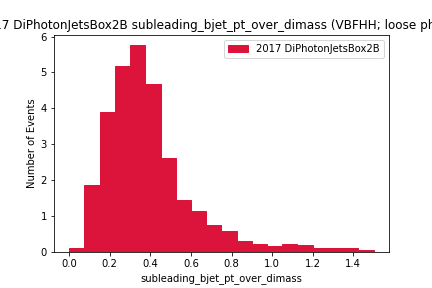 17 DiPhotonJetsBox2B subleading_bjet_pt_over_dimass (VBFHH; loose ph
2017 DiPhotonJetsBox2B
Number of Events
6
5
4
3
2
1
0
0.0 0.2 0.4 0.6 0.8 1.0 1.2 1.4
subleading_bjet_pt_over_dimass